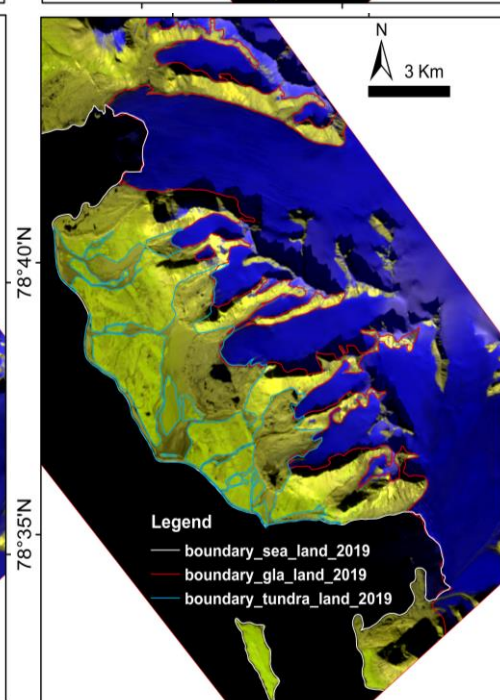 N
3 Km
78°40'N
78°35'N
Legend
boundary_sea_land_2019
boundary_gla_land_2019
boundary_tundra_land_2019